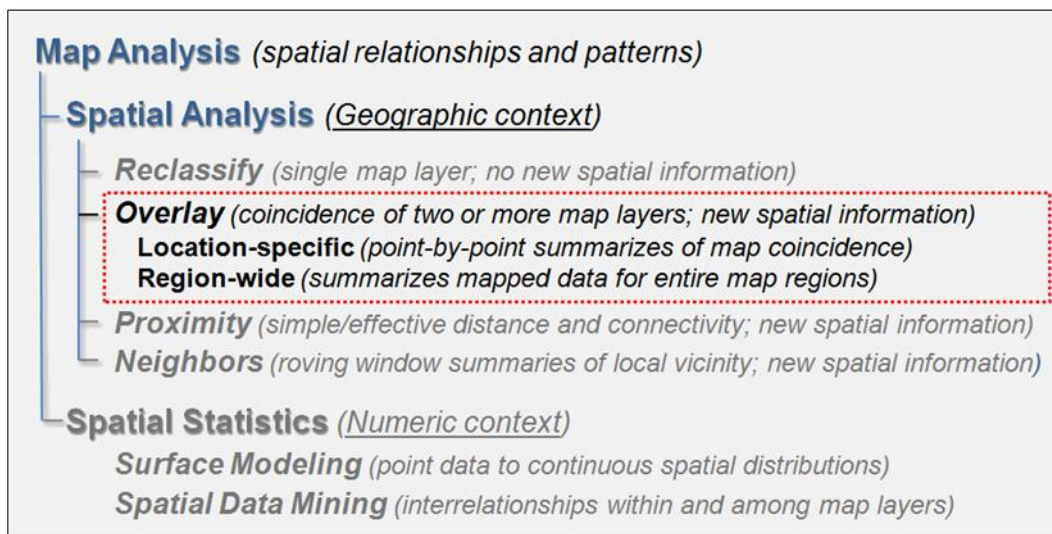 Map Analysis (spatial relationships and patterns)
Spatial Analysis (Geographic context)
Reclassify (single map layer; no new spatial information)
Overlay (coincidence of two or more map layers; new spatial information)
Location-specific (point-by-point summarizes of map coincidence)
Region-wide (summarizes mapped data for entire map regions)
Proximity (simple/effective distance and connectivity; new spatial information)
Neighbors (roving window summaries of local vicinity; new spatial information)
Spatial Statistics (Numeric context)
Surface Modeling (point data to continuous spatial distributions)
Spatial Data Mining (interrelationships within and among map layers)